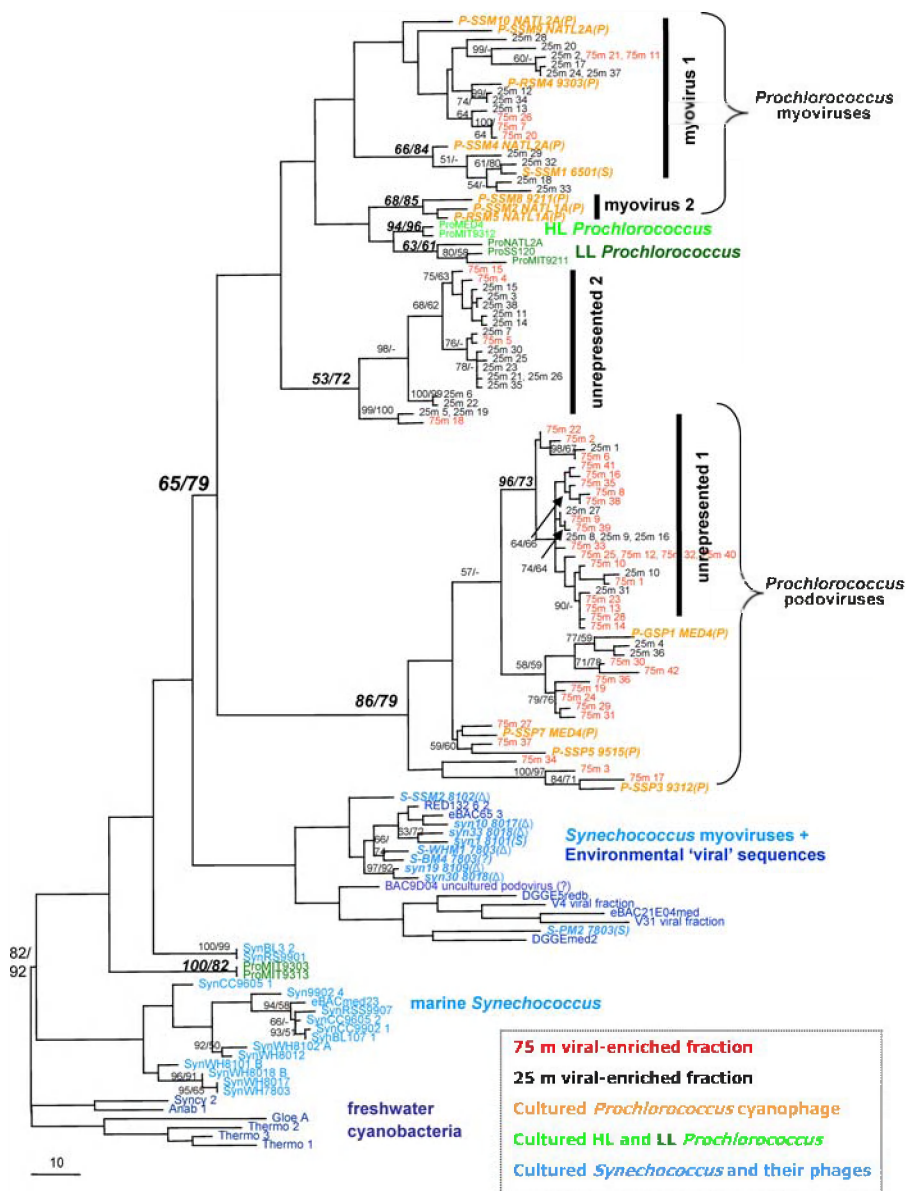 P-SSM10 NATL2A(P)
P-SSM9 NATL2A(P)
25m 28
99/-
25m 20
60/-
25m 2, 75m 21, 75m 11
25m 17
25m 24, 25m 37
P-RSM4 9303(P)
99/-
25m 12
74/
25m 34
25m 13
64
100/
75m 26
75m 7
64
75m 20
myovirus 1
Prochlorococcus
myoviruses
P-SSM4 NATL2A(P)
66/84
51/-
25m 29
61/80
25m 32
S-SSM1 6501(S)
54/-
25m 18
25m 33
68/85
P-SSM8 9211(P)
P-SSM2 NATL1A(P)
P-RSM5 NATL1A(P)
myovirus 2
94/96
ProMED4
ProMIT9312
HL Prochlorococcus
63/61
ProNATL2A
80/58
ProSS120
ProMIT9211
LL Prochlorococcus
75/63
75m 15
75m 4
25m 15
68/62
25m 3
25m 38
25m 11
25m 14
25m 7
76/-
75m 5
98/-
25m 30
25m 25
78/-
25m 23
25m 21, 25m 26
25m 35
53/72
100/99
25m 6
25m 22
99/100
25m 5, 25m 19
75m 18
unrepresented 2
65/79
75m 22
75m 2
98/67
25m 1
75m 6
75m 41
96/73
75m 16
75m 35
75m 8
75m 38
25m 27
75m 9
75m 39
64/66
25m 8, 25m 9, 25m 16
75m 33
75m 25, 75m 12, 75m 32, 75m 40
74/64
75m 10
25m 10
75m 1
25m 31
90/-
75m 23
75m 13
75m 28
75m 14
unrepresented 1
Prochlorococcus
podoviruses
57/-
77/59
P-GSP1 MED4(P)
25m 4
25m 36
58/59
71/78
75m 30
75m 42
75m 36
79/76
75m 19
75m 24
75m 29
75m 31
86/79
75m 27
P-SSP7 MED4(P)
59/60
75m 37
P-SSP5 9515(P)
75m 34
100/97
75m 3
84/71
75m 17
P-SSP3 9312(P)
S-SSM2 8102(Δ)
RED132 6 2
eBAC65 3
syn10 8017(Δ)
63/72
syn33 8018(Δ)
66/
74
syn1 8101(S)
S-WHM1 7803(Δ)
S-BM4 7803(?)
97/92
syn19 8109(Δ)
syn30 8018(Δ)
BAC9D04 uncultured podovirus (?)
DGGE5redb
V4 viral fraction
eBAC21E04med
V31 viral fraction
S-PM2 7803(S)
DGGEmed2
Synechococcus myoviruses +
Environmental 'viral' sequences
82/
92
100/99
SynBL3 2
SynRS9901
100/82
ProMIT9303
ProMIT9313
SynCC9605 1
Syn9902 4
94/58
eBACmed23
SynRSS9907
66/-
SynCC9605 2
93/51
SynCC9902 1
SynBL107 1
92/50
SynWH8102 A
SynWH8012
SynWH8101 B
96/91
SynWH8018 B
SynWH8017
95/65
SynWH7803
marine Synechococcus
Syncy 2
Anab 1
Gloe A
Thermo 2
Thermo 3
Thermo 1
freshwater
cyanobacteria
10
75 m viral-enriched fraction
25 m viral-enriched fraction
Cultured Prochlorococcus cyanophage
Cultured HL and LL Prochlorococcus
Cultured Synechococcus and their phages